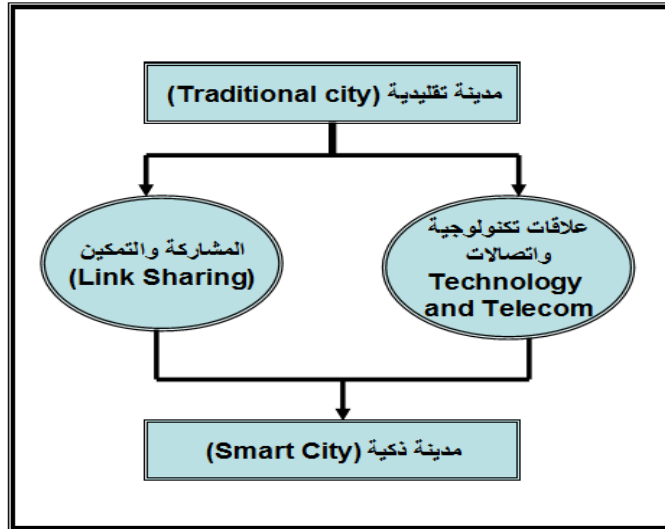 مدينة تقليدية (Traditional city)
علاقات تكنولوجية
واتصالات
Technology
and Telecom
المشاركة والتمكين
(Link Sharing)
مدينة ذكية (Smart City)